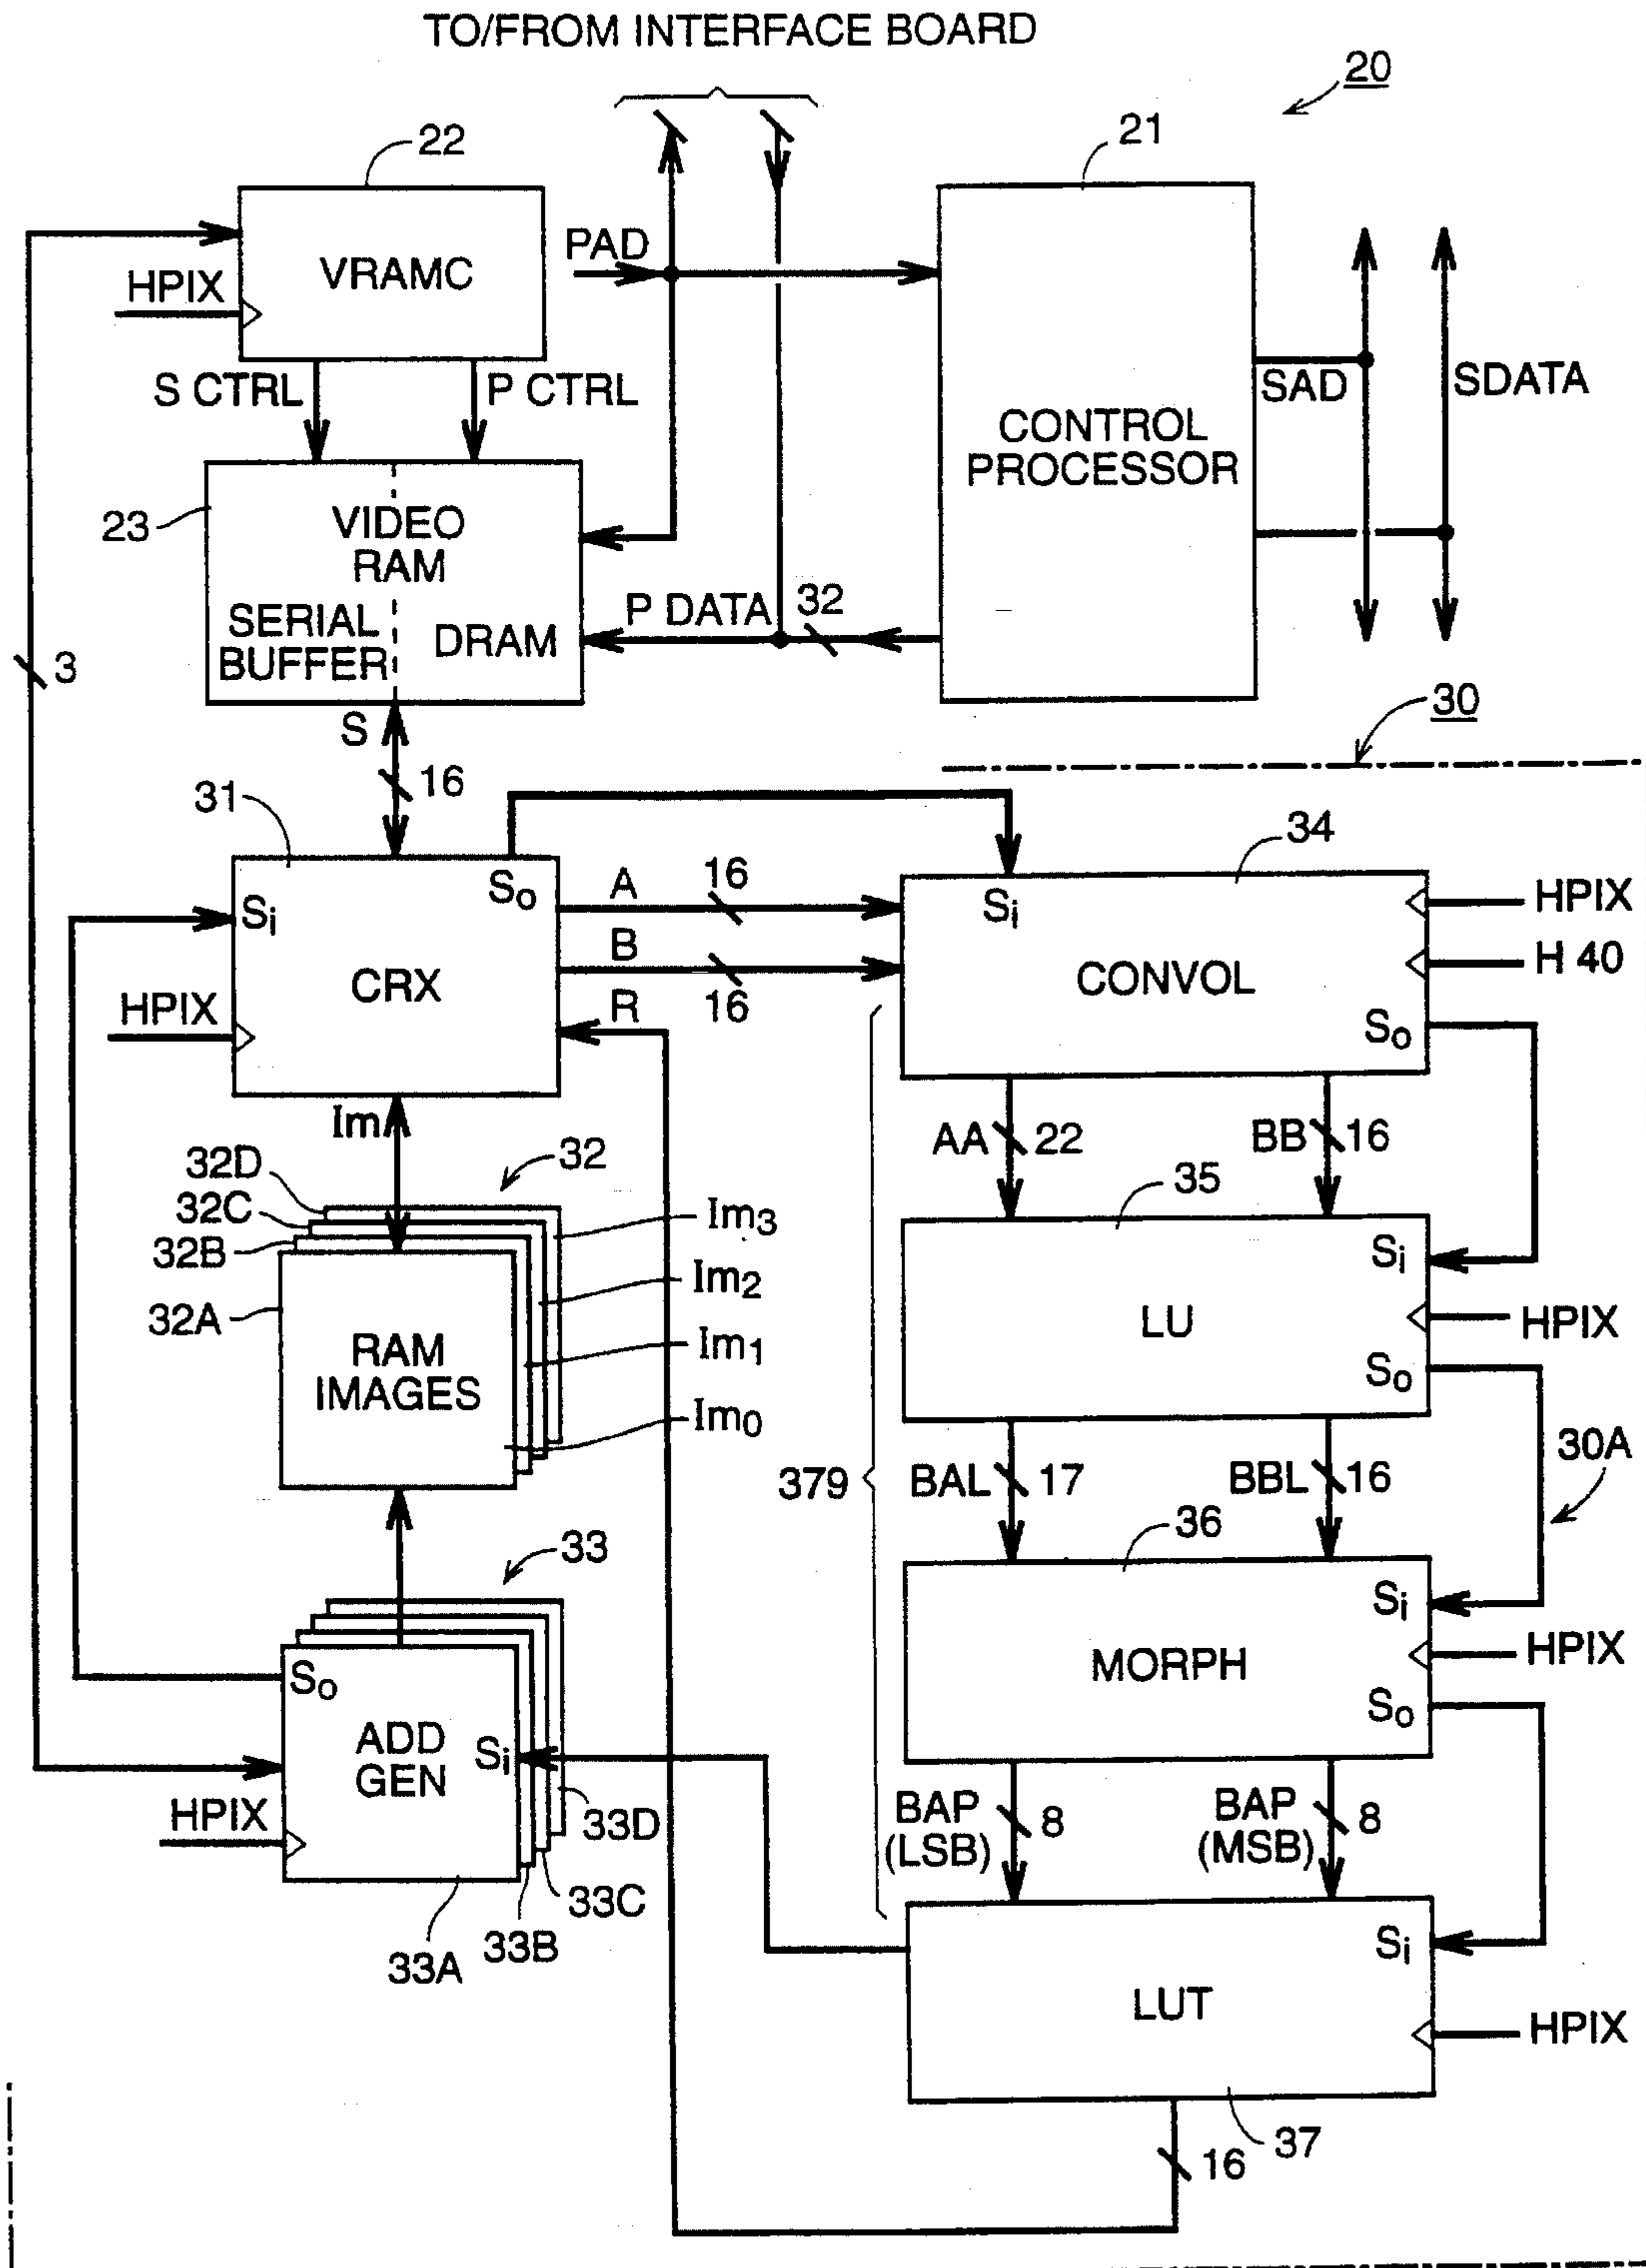 TO/FROM INTERFACE BOARD
20
22
21
VRAMC
HPIX
PAD
S CTRL
P CTRL
SAD
SDATA
CONTROL
PROCESSOR
23
VIDEO
RAM
SERIAL
BUFFER
DRAM
P DATA
32
3
S
16
30
31
34
Si
So
A
16
B
16
R
CRX
HPIX
Si
CONVOL
So
HPIX
H 40
Im
AA
22
BB
16
32D
32C
32B
32A
32
Im3
Im2
Im1
Im0
RAM
IMAGES
35
Si
LU
So
HPIX
379
BAL
17
BBL
16
30A
33
36
Si
MORPH
So
HPIX
So
ADD
GEN
Si
HPIX
33D
33C
33B
33A
BAP
(LSB)
8
BAP
(MSB)
8
Si
LUT
HPIX
37
16